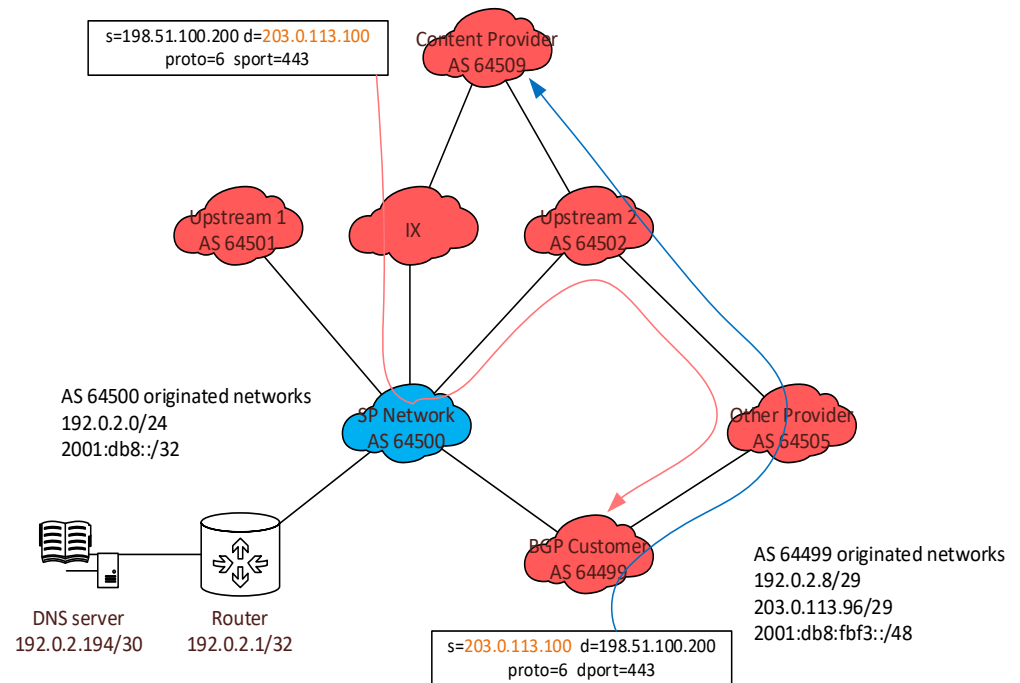 s=198.51.100.200 d=203.0.113.100
proto=6 sport=443
Content Provider
AS 64509
Upstream 1
AS 64501
IX
Upstream 2
AS 64502
AS 64500 originated networks
192.0.2.0/24
2001:db8::/32
SP Network
AS 64500
Other Provider
AS 64505
BGP Customer
AS 64499
AS 64499 originated networks
192.0.2.8/29
203.0.113.96/29
2001:db8:fbf3::/48
DNS server
192.0.2.194/30
Router
192.0.2.1/32
s=203.0.113.100 d=198.51.100.200
proto=6 dport=443